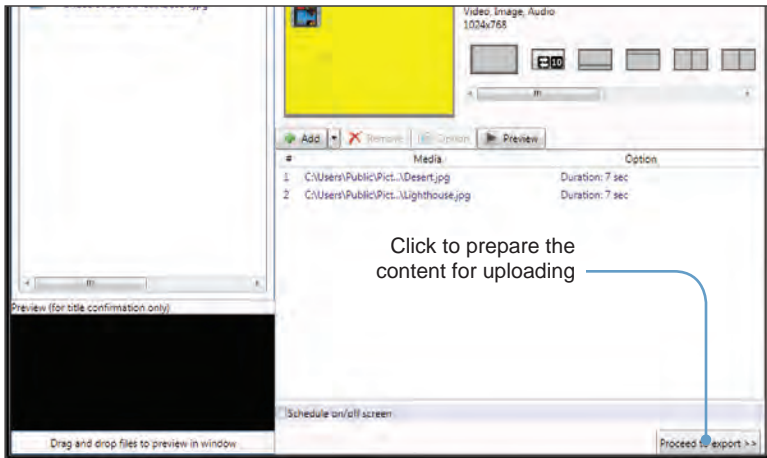 Video, Image, Audio
1024x768
10
Add Remove Option Preview
# Media Option
1 C:\Users\Public\Pict...\Desert.jpg Duration: 7 sec
2 C:\Users\Public\Pict...\Lighthouse.jpg Duration: 7 sec
Click to prepare the
content for uploading
Preview (for title confirmation only)
Schedule on/off screen
Drag and drop files to preview in window
Proceed to export >>